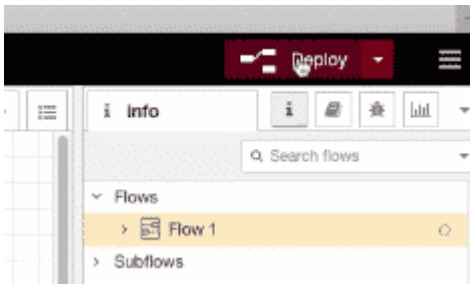 Deploy
i Info i
Search flows
Flows
Flow 1
Subflows